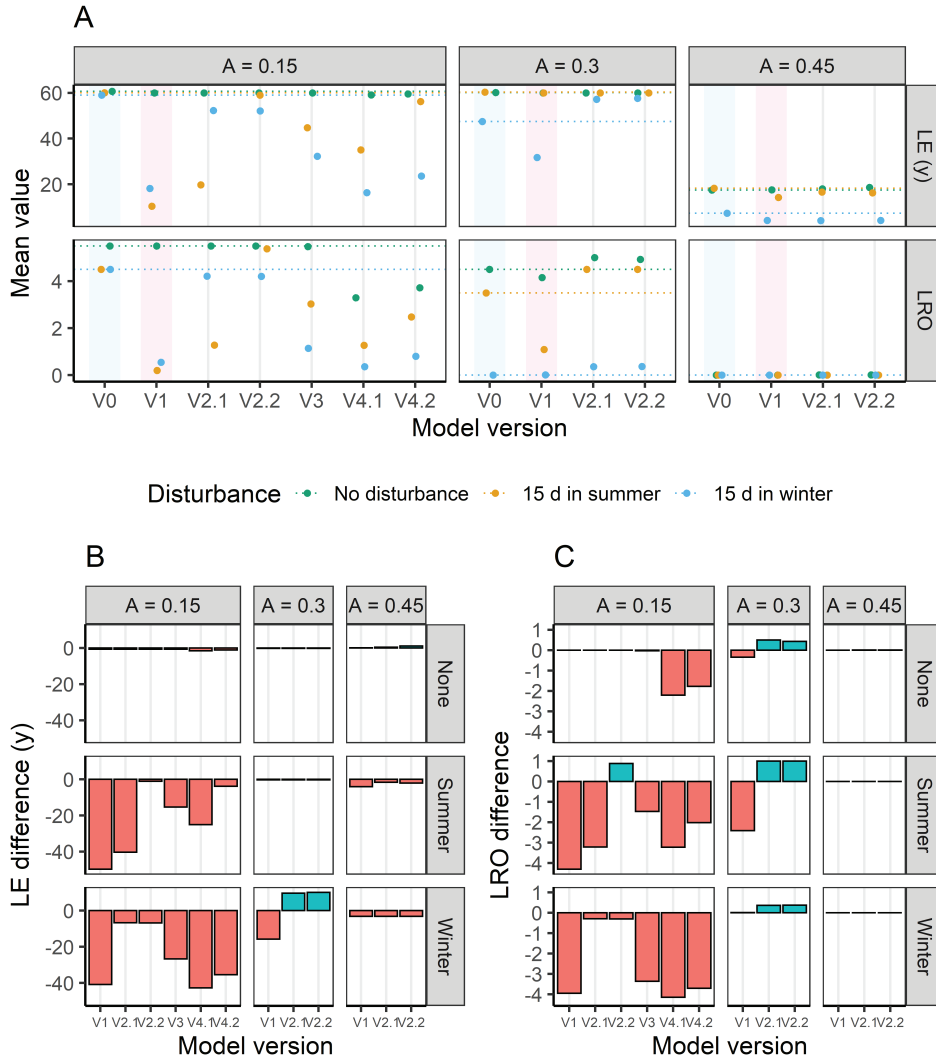 A
A = 0.15
A = 0.3
A = 0.45
Mean value
60
40
20
LE (y)
4
2
0
LRO
V0 V1 V2.1 V2.2 V3 V4.1 V4.2
V0 V1 V2.1 V2.2
V0 V1 V2.1 V2.2
Model version
Disturbance No disturbance 15 d in summer 15 d in winter
B
A = 0.15 A = 0.3 A = 0.45
LE difference (y)
0
-20
-40
None
0
-20
-40
Summer
0
-20
-40
Winter
V1 V2.1 V2.2 V3 V4.1 V4.2
V1 V2.1 V2.2
V1 V2.1 V2.2
Model version
C
A = 0.15 A = 0.3 A = 0.45
LRO difference
1
0
-1
-2
-3
-4
None
1
0
-1
-2
-3
-4
Summer
1
0
-1
-2
-3
-4
Winter
V1 V2.1 V2.2 V3 V4.1 V4.2
V1 V2.1 V2.2
V1 V2.1 V2.2
Model version